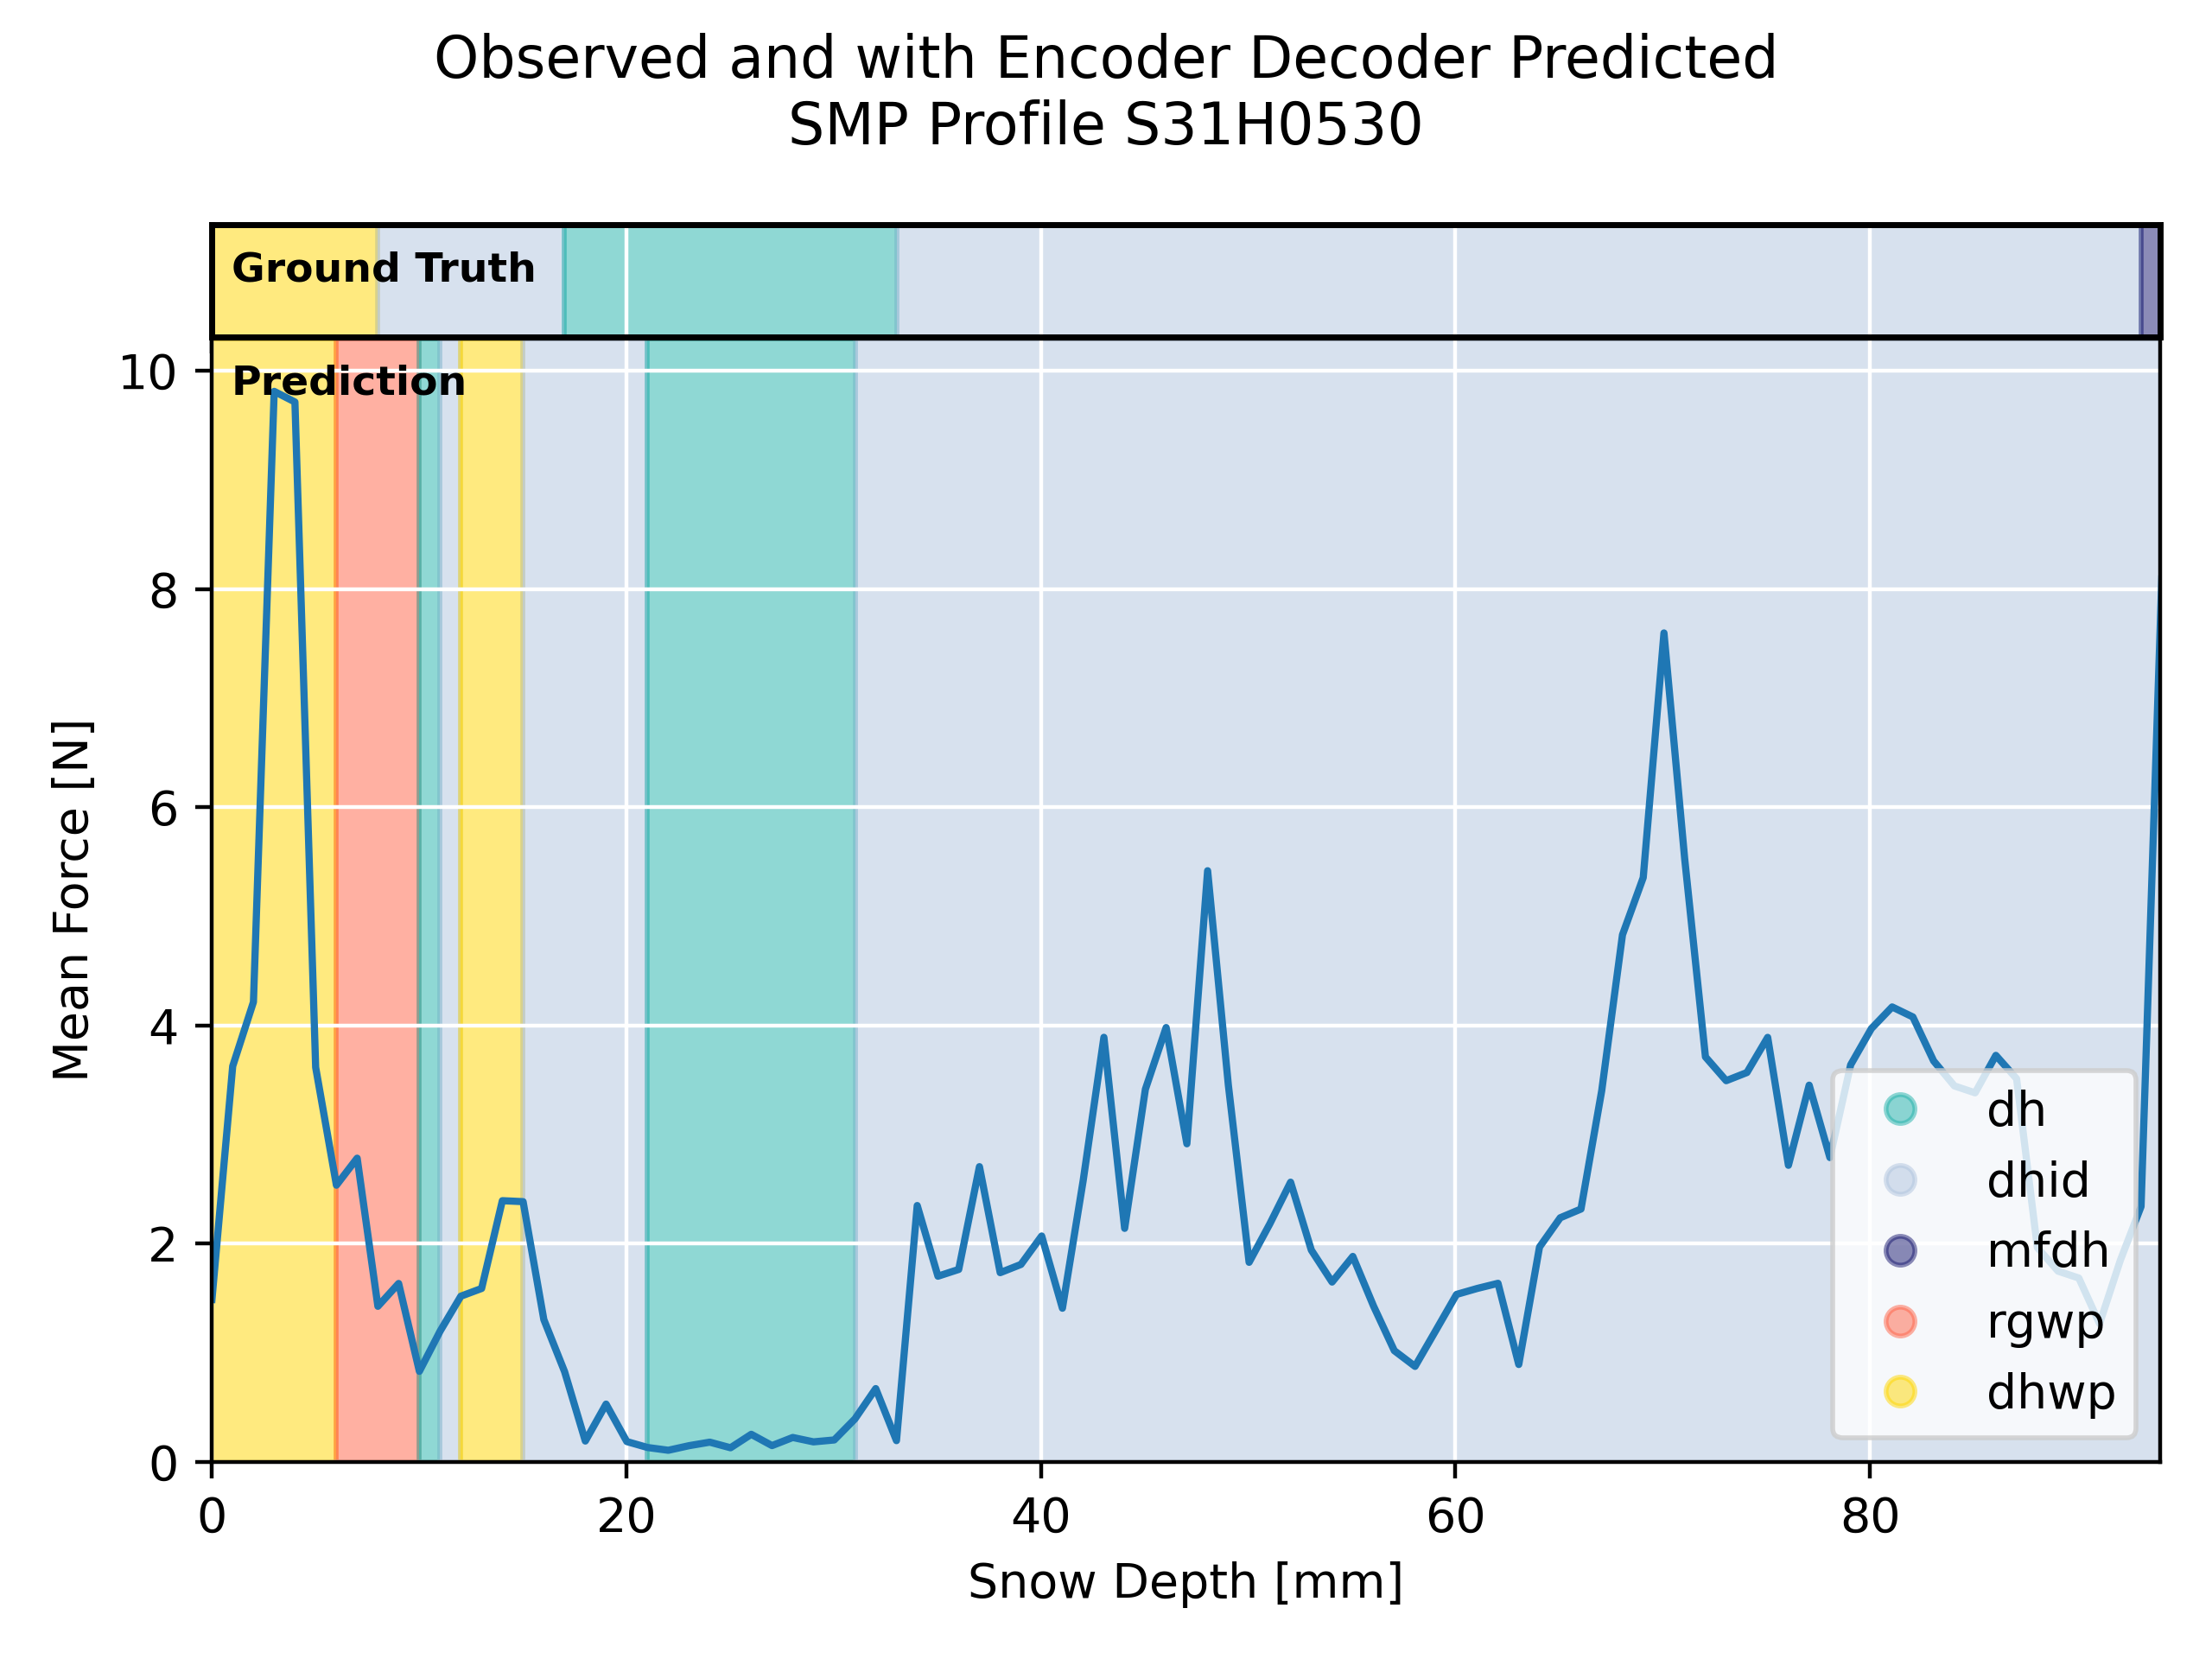 Observed and with Encoder Decoder Predicted
SMP Profile S31H0530
Ground Truth
Prediction
10
8
6
4
2
0
Mean Force [N]
0 20 40 60 80
Snow Depth [mm]
dh
dhid
mfdh
rgwp
dhwp